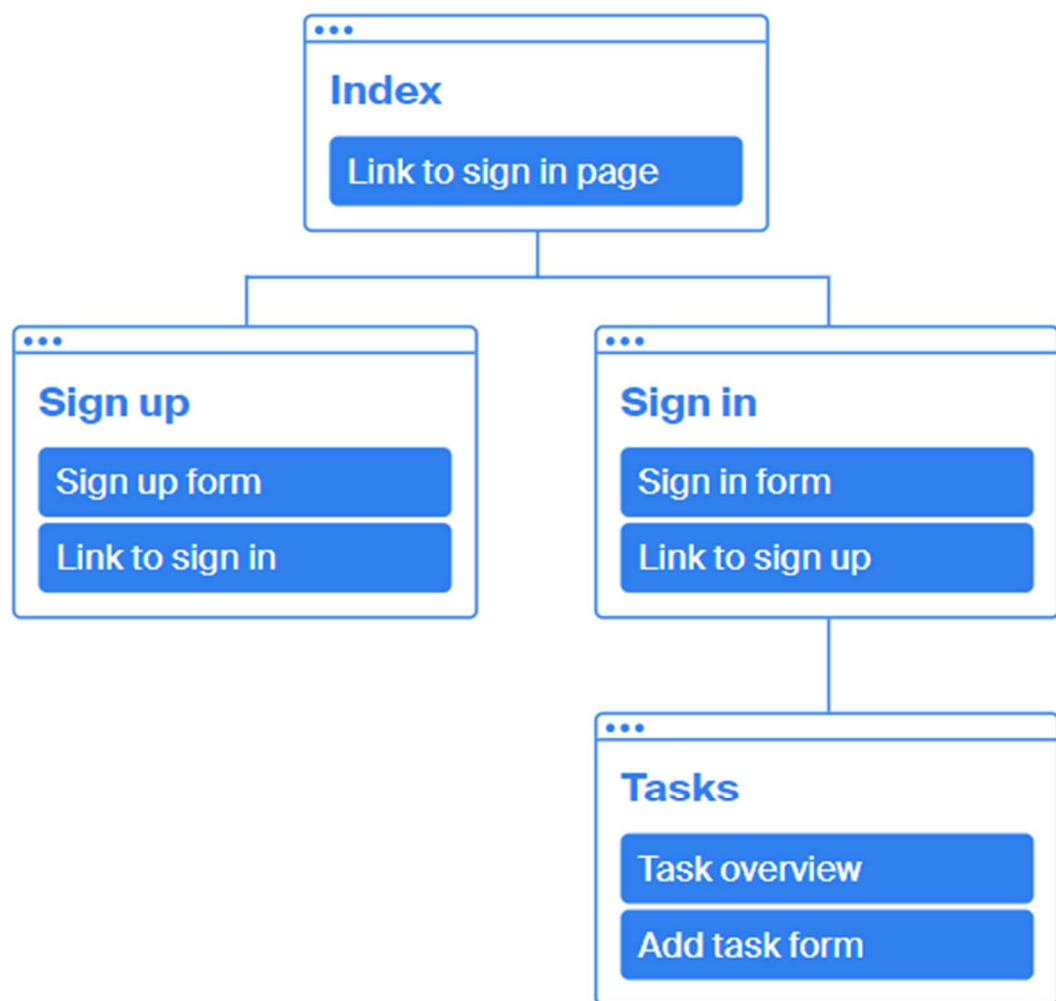 Index
Link to sign in page
Sign up
Sign up form
Link to sign in
Sign in
Sign in form
Link to sign up
Tasks
Task overview
Add task form